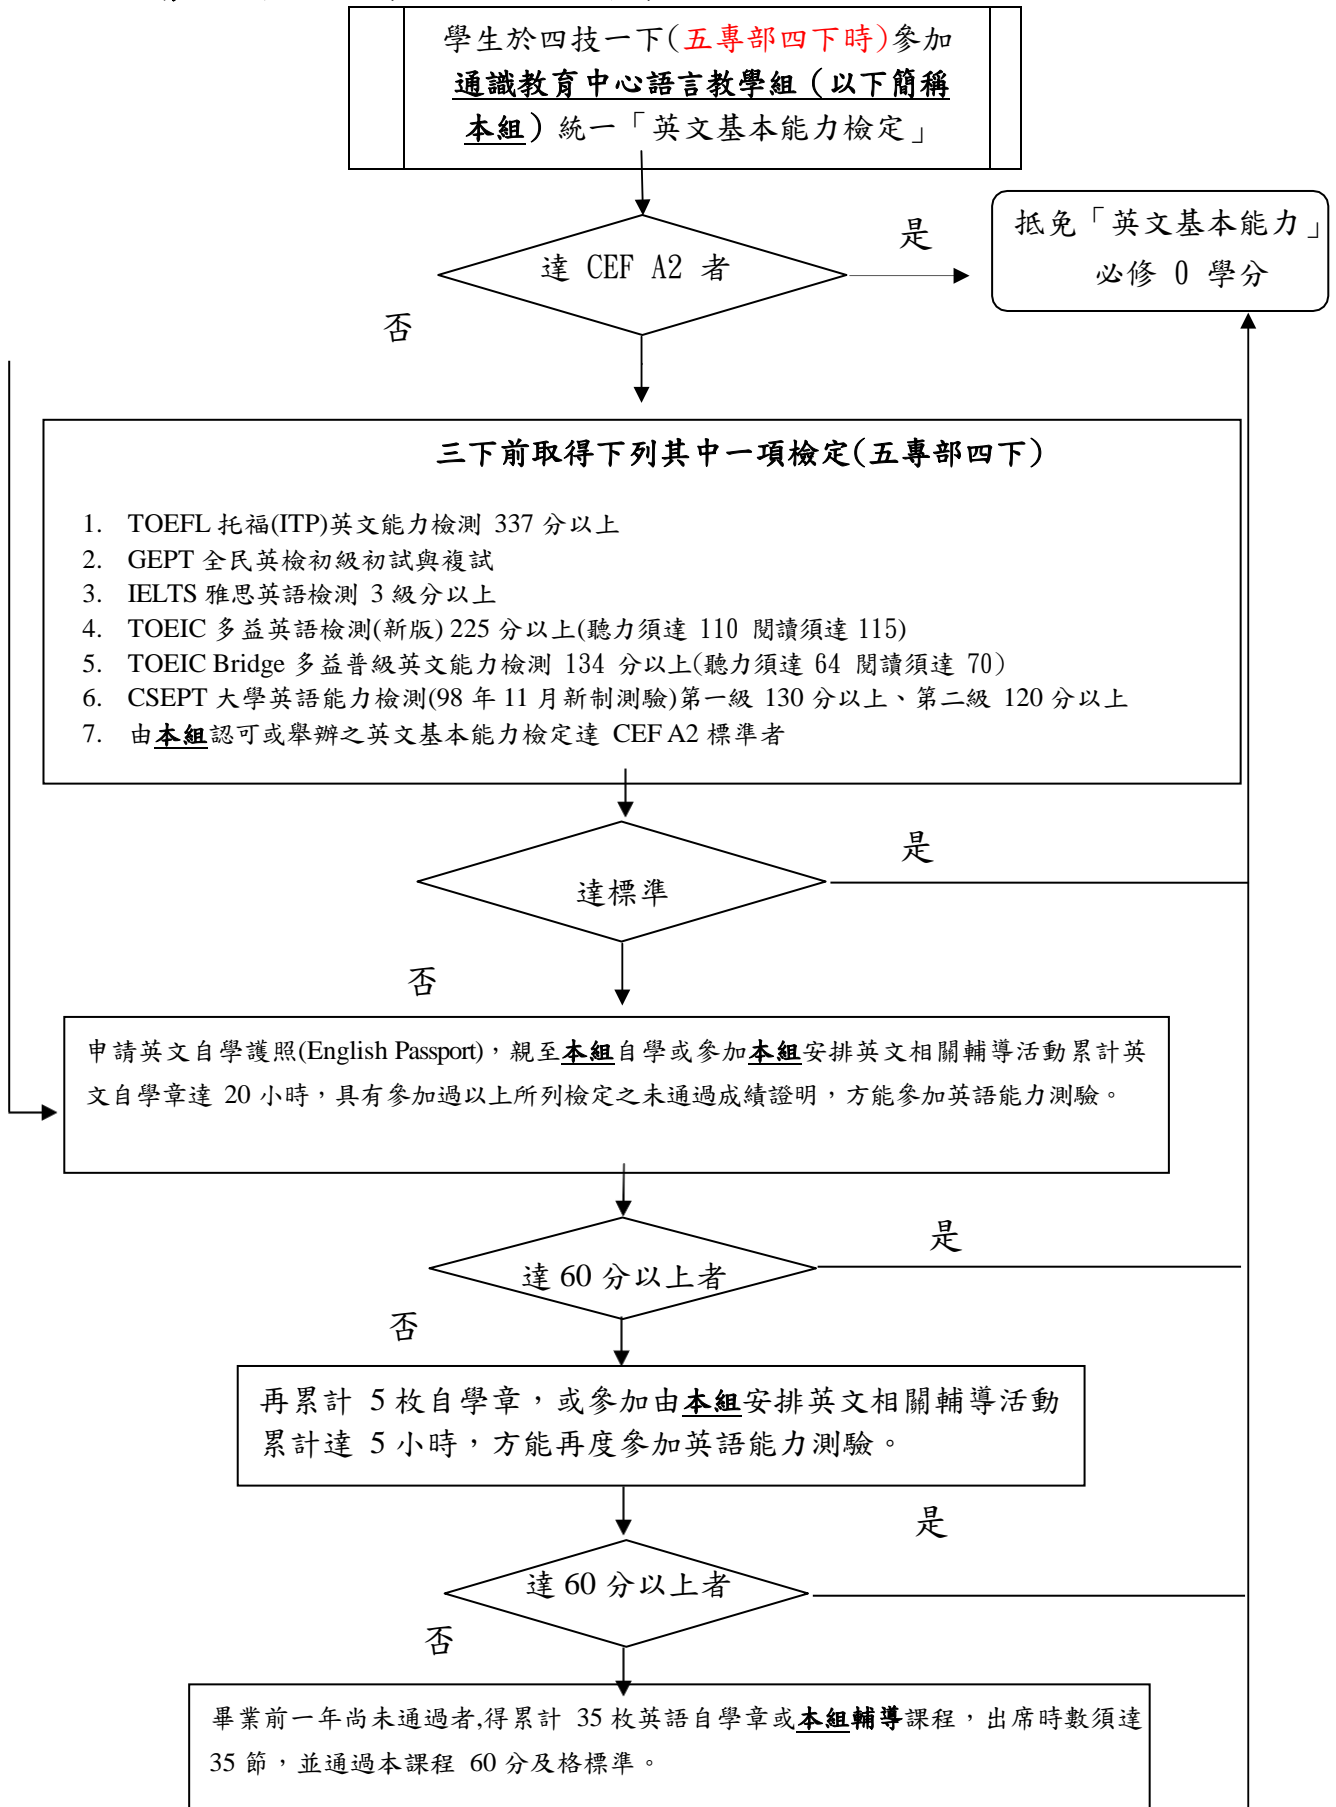 學生於四技一下(五專部四下時)參加
通識教育中心語言教學組（以下簡稱
本組）統一「英文基本能力檢定」
達 CEF A2 者
是
抵免「英文基本能力」
必修 0 學分
否
三下前取得下列其中一項檢定(五專部四下)
1. TOEFL 托福(ITP)英文能力檢測 337 分以上
2. GEPT 全民英檢初級初試與複試
3. IELTS 雅思英語檢測 3 級分以上
4. TOEIC 多益英語檢測(新版) 225 分以上(聽力須達 110 閱讀須達 115)
5. TOEIC Bridge 多益普級英文能力檢測 134 分以上(聽力須達 64 閱讀須達 70)
6. CSEPT 大學英語能力檢測(98 年 11 月新制測驗)第一級 130 分以上、第二級 120 分以上
7. 由本組認可或舉辦之英文基本能力檢定達 CEF A2 標準者
是
達標準
否
申請英文自學護照(English Passport)，親至本組自學或參加本組安排英文相關輔導活動累計英
文自學章達 20 小時，具有參加過以上所列檢定之未通過成績證明，方能參加英語能力測驗。
是
達 60 分以上者
否
再累計 5 枚自學章，或參加由本組安排英文相關輔導活動
累計達 5 小時，方能再度參加英語能力測驗。
是
達 60 分以上者
否
畢業前一年尚未通過者,得累計 35 枚英語自學章或本組輔導課程，出席時數須達
35 節，並通過本課程 60 分及格標準。